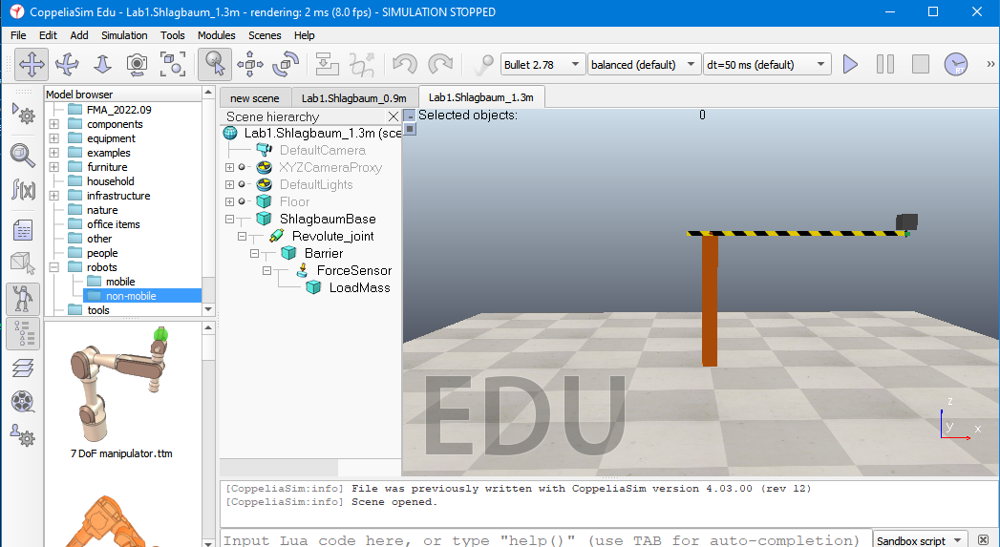 CoppeliaSim Edu - Lab1.Shlagbaum_1.3m - rendering: 2 ms (8.0 fps) - SIMULATION STOPPED
File Edit Add Simulation Tools Modules Scenes Help
Bullet 2.78 balanced (default) dt=50 ms (default) RT »
Model browser
FMA_2022.09
components
equipment
examples
furniture
household
infrastructure
nature
office items
other
people
robots
mobile
non-mobile
tools
7 DoF manipulator.ttm
new scene Lab1.Shlagbaum_0.9m Lab1.Shlagbaum_1.3m
Scene hierarchy
Lab1.Shlagbaum_1.3m (sce
DefaultCamera
XYZCameraProxy
DefaultLights
Floor
ShlagbaumBase
Revolute_joint
Barrier
ForceSensor
LoadMass
Selected objects: 0
EDU
z
y x
f(x)
[CoppeliaSim:info] File was previously written with CoppeliaSim version 4.03.00 (rev 12)
[CoppeliaSim:info] Scene opened.
Input Lua code here, or type "help()" (use TAB for auto-completion) Sandbox script